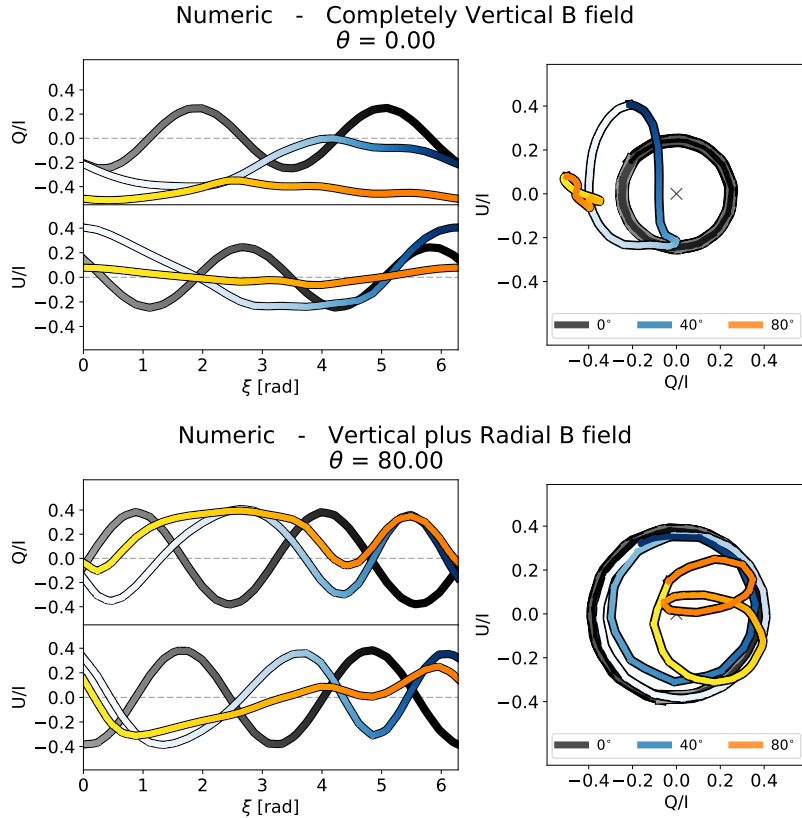 Numeric - Completely Vertical B field
θ = 0.00
Q/I
0.4
0.2
0.0
−0.2
−0.4
U/I
0.4
0.2
0.0
−0.2
−0.4
0 1 2 3 4 5 6
ξ [rad]
U/I
0.4
0.2
0.0
−0.2
−0.4
0° 40° 80°
−0.4 −0.2 0.0 0.2 0.4
Q/I
Numeric - Vertical plus Radial B field
θ = 80.00
Q/I
0.4
0.2
0.0
−0.2
−0.4
U/I
0.4
0.2
0.0
−0.2
−0.4
0 1 2 3 4 5 6
ξ [rad]
U/I
0.4
0.2
0.0
−0.2
−0.4
0° 40° 80°
−0.4 −0.2 0.0 0.2 0.4
Q/I